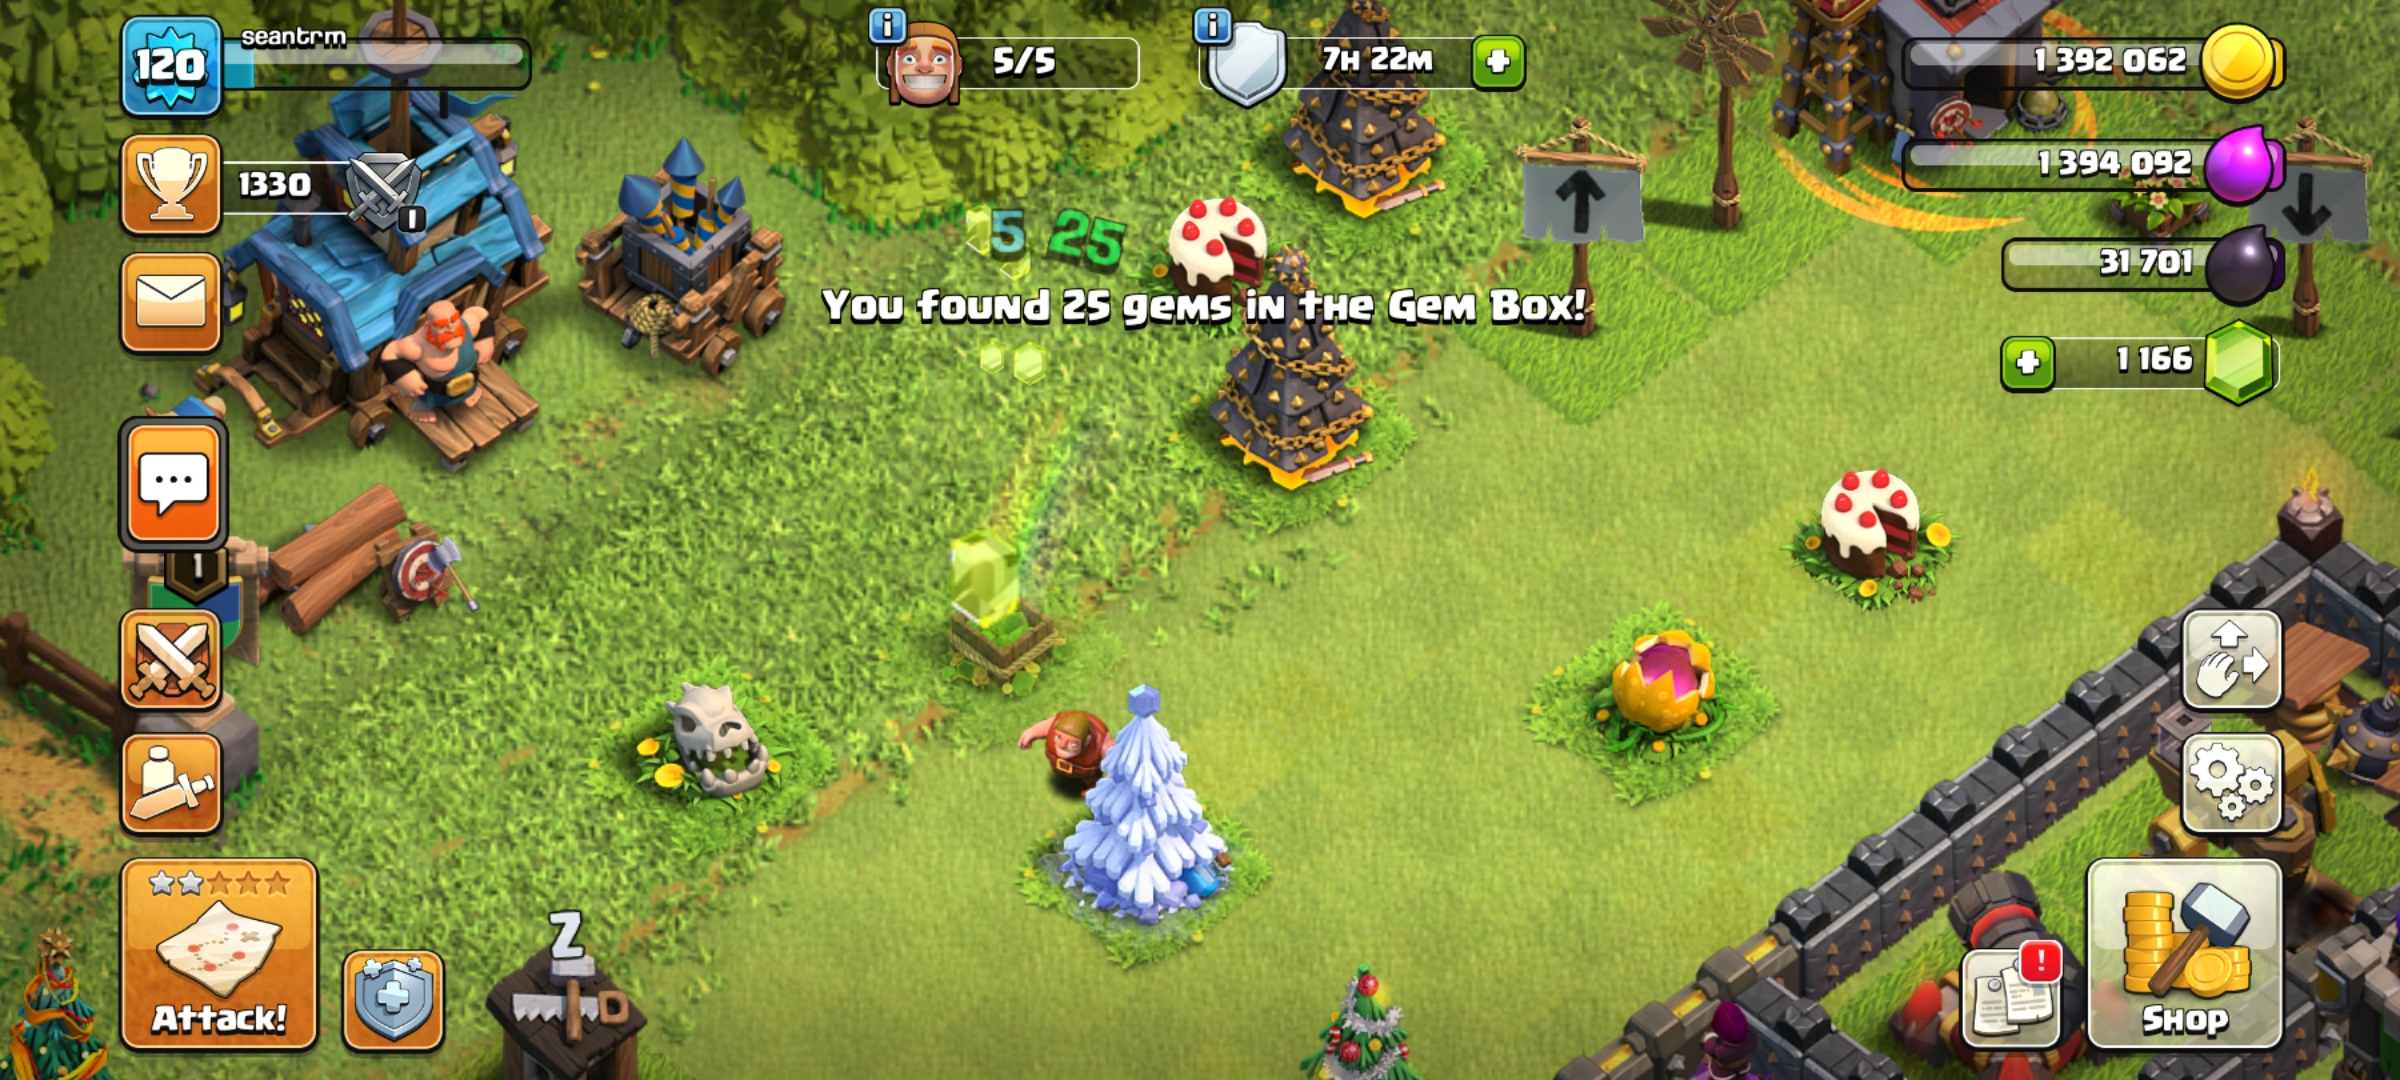 120
seantrm
i
5/5
i
7H 22M
1 392 062
1330
I
1 394 092
5 25
31 701
You found 25 gems in the Gem Box!
1 166
1
Z
Attack!
!
Shop